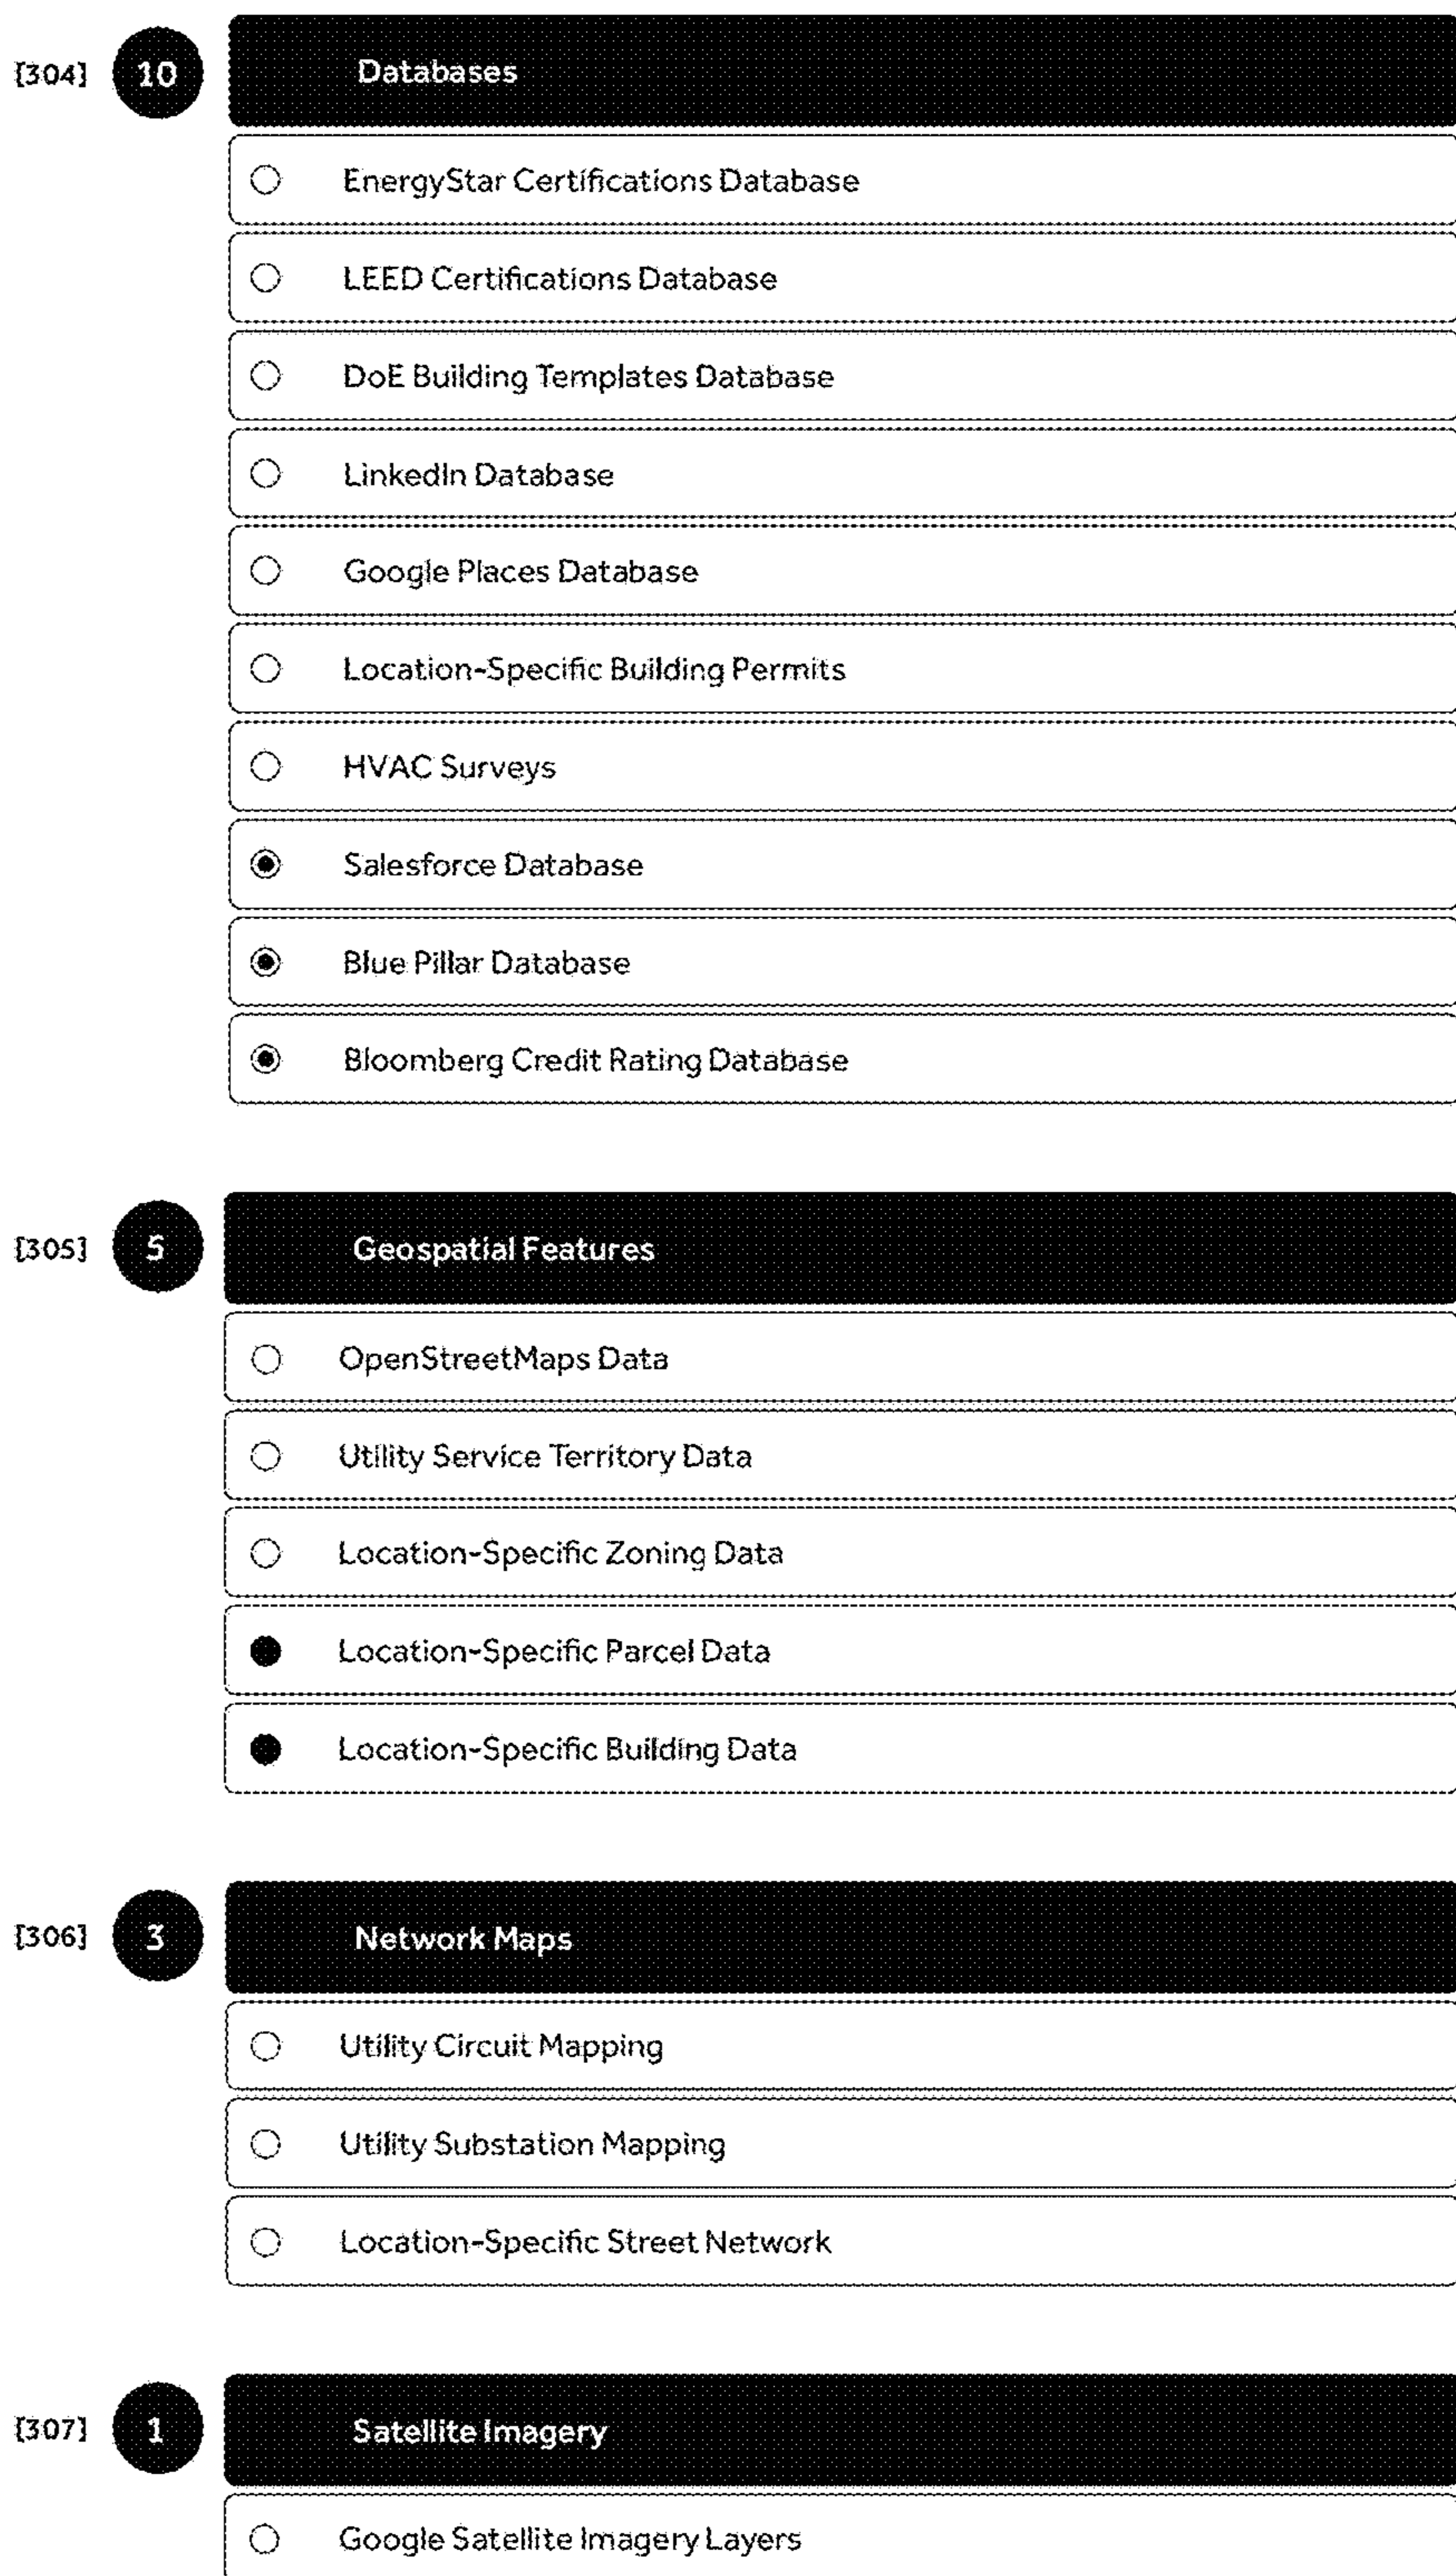 [304] 10 Databases
EnergyStar Certifications Database
LEED Certifications Database
DoE Building Templates Database
LinkedIn Database
Google Places Database
Location-Specific Building Permits
HVAC Surveys
Salesforce Database
Blue Pillar Database
Bloomberg Credit Rating Database
[305] 5 Geospatial Features
OpenStreetMaps Data
Utility Service Territory Data
Location-Specific Zoning Data
Location-Specific Parcel Data
Location-Specific Building Data
[306] 3 Network Maps
Utility Circuit Mapping
Utility Substation Mapping
Location-Specific Street Network
[307] 1 Satellite Imagery
Google Satellite Imagery Layers